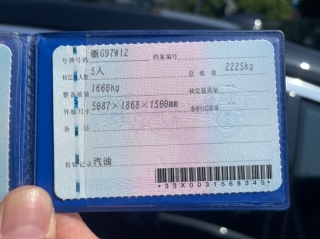 号牌号码 新G97W12 档案编号
核定载人数 5人 总质量 2225kg
整备质量 1660kg 核定载质量
外廓尺寸 5087×1868×1500mm 准牵引总质量
备注
检验记录 汽油
*33X0031568345*